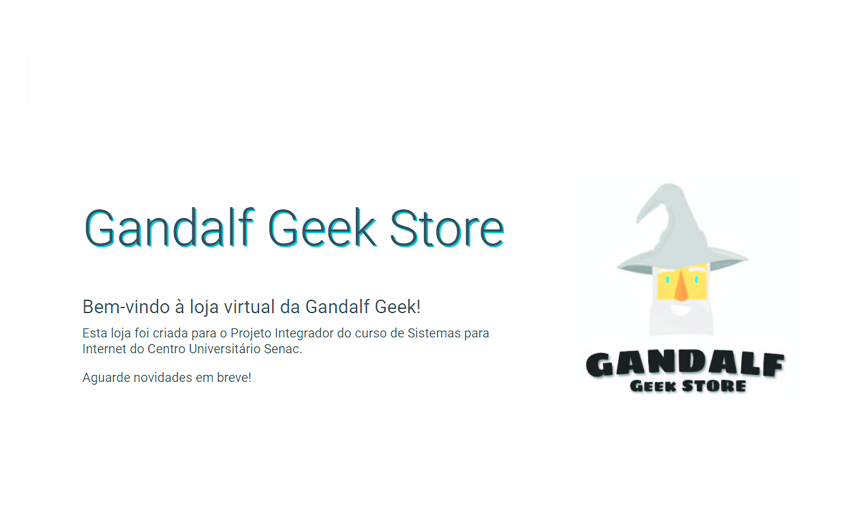 Gandalf Geek Store
Bem-vindo à loja virtual da Gandalf Geek!
Esta loja foi criada para o Projeto Integrador do curso de Sistemas para
Internet do Centro Universitário Senac.
Aguarde novidades em breve!
GANDALF
GEEK STORE